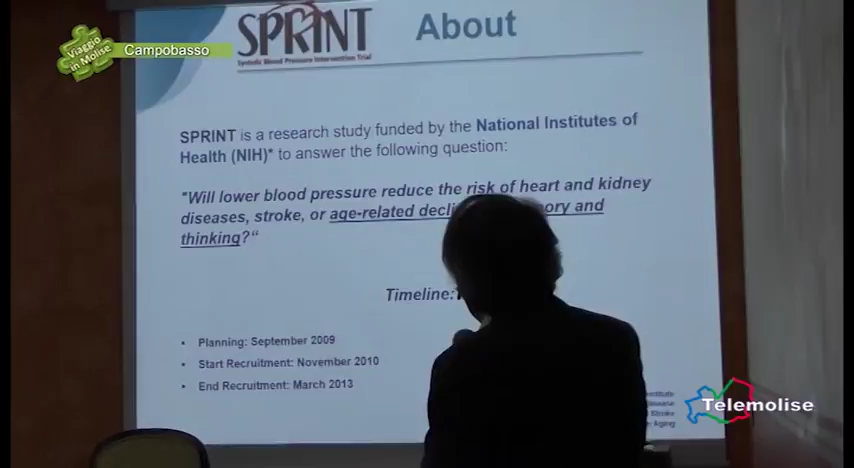 Viaggio
in Molise
Campobasso
SPRINT
Systolic Blood Pressure Intervention Trial
About
SPRINT is a research study funded by the National Institutes of
Health (NIH)* to answer the following question:
"Will lower blood pressure reduce the risk of heart and kidney
diseases, stroke, or age-related and
thinking?“
Timeline:
• Planning: September 2009
• Start Recruitment: November 2010
• End Recruitment: March 2013
Stroke
Aging
Telemolise